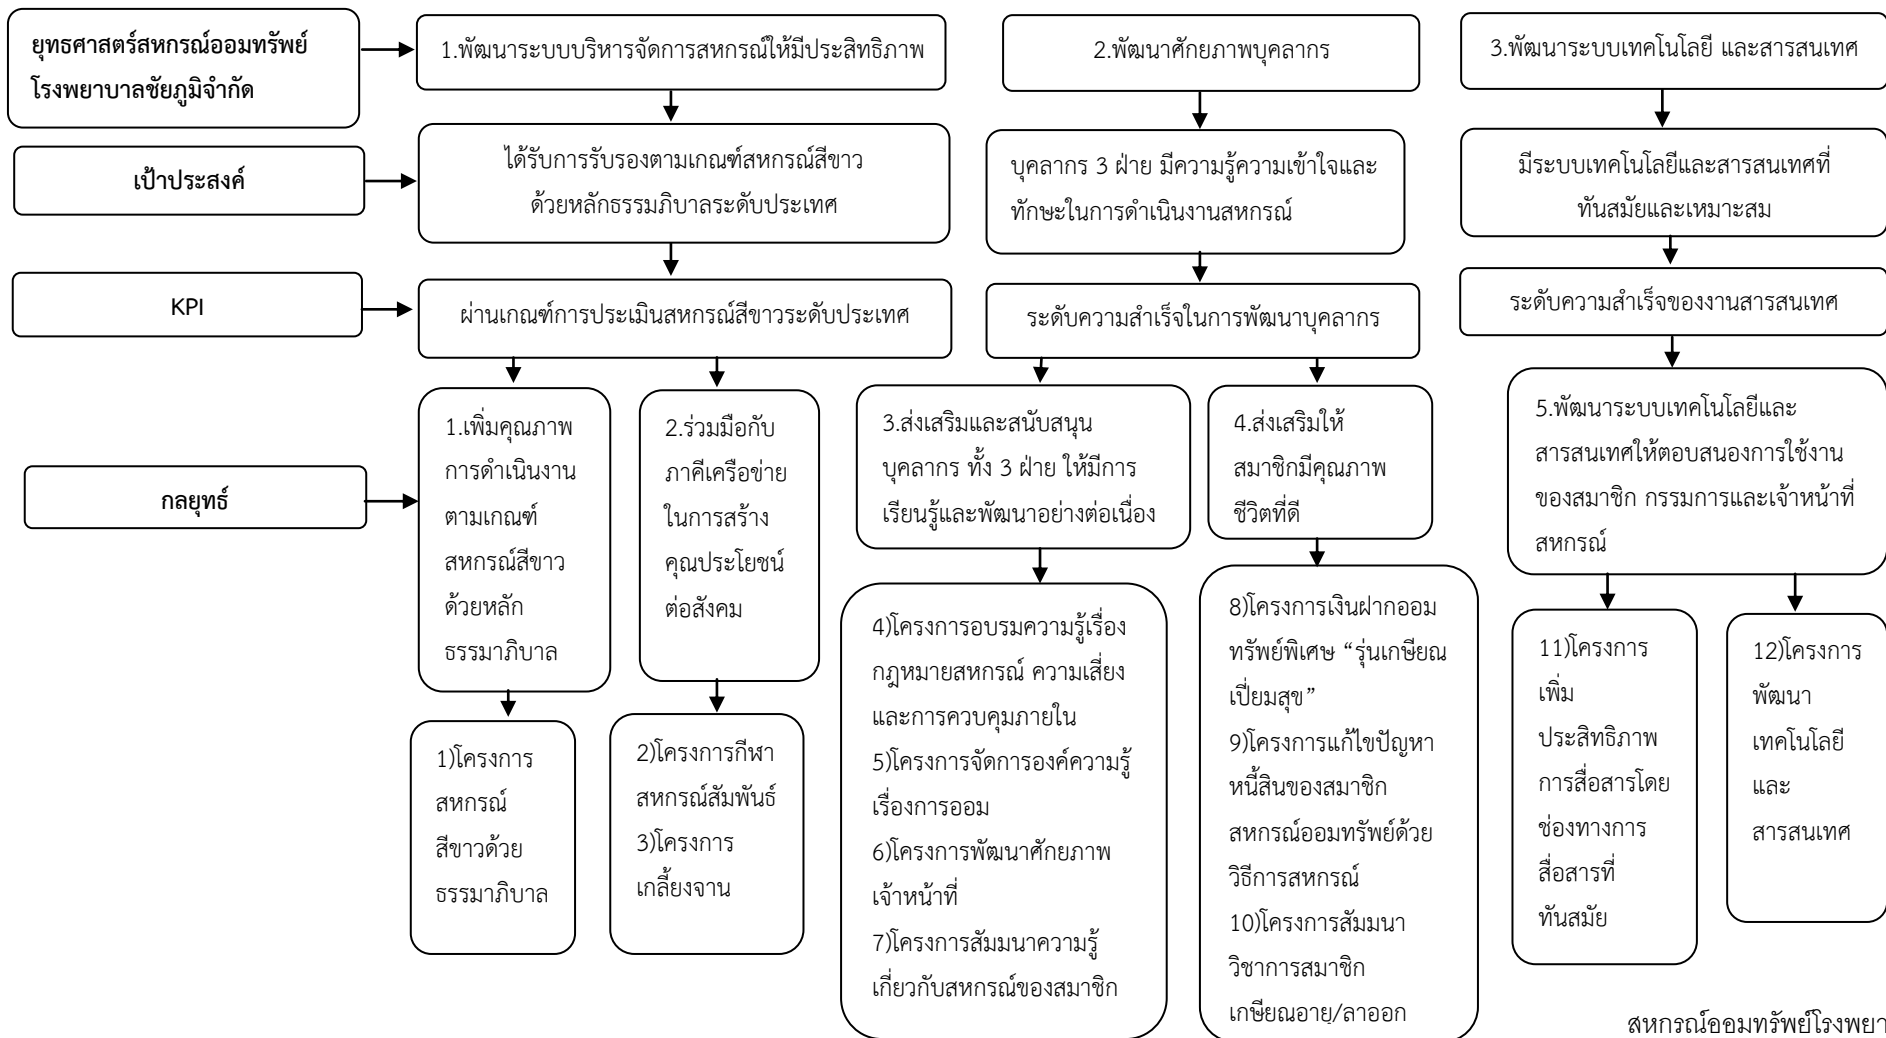 ยุทธศาสตร์สหกรณ์ออมทรัพย์
โรงพยาบาลชัยภูมิจำกัด
1.พัฒนาระบบบริหารจัดการสหกรณ์ให้มีประสิทธิภาพ
2.พัฒนาศักยภาพบุคลากร
3.พัฒนาระบบเทคโนโลยี และสารสนเทศ
เป้าประสงค์
ได้รับการรับรองตามเกณฑ์สหกรณ์สีขาว
ด้วยหลักธรรมภิบาลระดับประเทศ
บุคลากร 3 ฝ่าย มีความรู้ความเข้าใจและ
ทักษะในการดำเนินงานสหกรณ์
มีระบบเทคโนโลยีและสารสนเทศที่
ทันสมัยและเหมาะสม
KPI
ผ่านเกณฑ์การประเมินสหกรณ์สีขาวระดับประเทศ
ระดับความสำเร็จในการพัฒนาบุคลากร
ระดับความสำเร็จของงานสารสนเทศ
กลยุทธ์
1.เพิ่มคุณภาพ
การดำเนินงาน
ตามเกณฑ์
สหกรณ์สีขาว
ด้วยหลัก
ธรรมาภิบาล
2.ร่วมมือกับ
ภาคีเครือข่าย
ในการสร้าง
คุณประโยชน์
ต่อสังคม
3.ส่งเสริมและสนับสนุน
บุคลากร ทั้ง 3 ฝ่าย ให้มีการ
เรียนรู้และพัฒนาอย่างต่อเนื่อง
4.ส่งเสริมให้
สมาชิกมีคุณภาพ
ชีวิตที่ดี
5.พัฒนาระบบเทคโนโลยีและ
สารสนเทศให้ตอบสนองการใช้งาน
ของสมาชิก กรรมการและเจ้าหน้าที่
สหกรณ์
1)โครงการ
สหกรณ์
สีขาวด้วย
ธรรมาภิบาล
2)โครงการกีฬา
สหกรณ์สัมพันธ์
3)โครงการ
เกลี้ยงจาน
4)โครงการอบรมความรู้เรื่อง
กฎหมายสหกรณ์ ความเสี่ยง
และการควบคุมภายใน
5)โครงการจัดการองค์ความรู้
เรื่องการออม
6)โครงการพัฒนาศักยภาพ
เจ้าหน้าที่
7)โครงการสัมมนาความรู้
เกี่ยวกับสหกรณ์ของสมาชิก
8)โครงการเงินฝากออม
ทรัพย์พิเศษ “รุ่นเกษียณ
เปี่ยมสุข”
9)โครงการแก้ไขปัญหา
หนี้สินของสมาชิก
สหกรณ์ออมทรัพย์ด้วย
วิธีการสหกรณ์
10)โครงการสัมมนา
วิชาการสมาชิก
เกษียณอายุ/ลาออก
11)โครงการ
เพิ่ม
ประสิทธิภาพ
การสื่อสารโดย
ช่องทางการ
สื่อสารที่
ทันสมัย
12)โครงการ
พัฒนา
เทคโนโลยี
และ
สารสนเทศ
สหกรณ์ออมทรัพย์โรงพยา